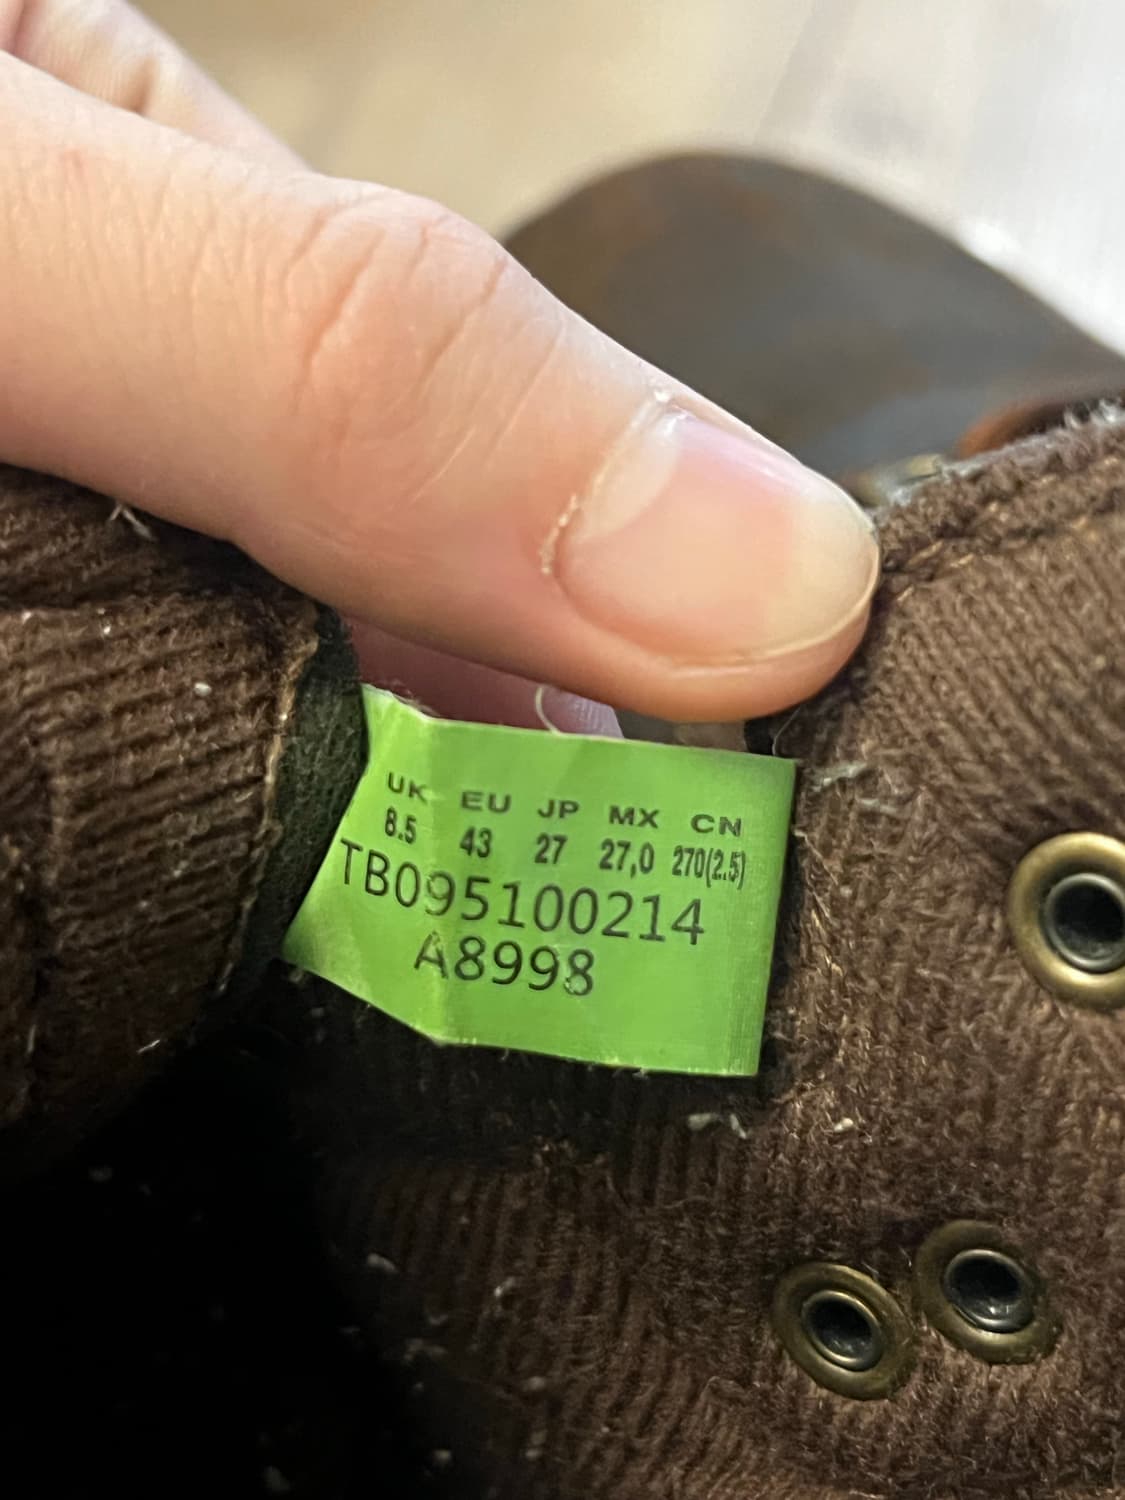 UK EU JP MX CN
8.5 43 27 27,0 270(2.5)
TB095100214
A8998